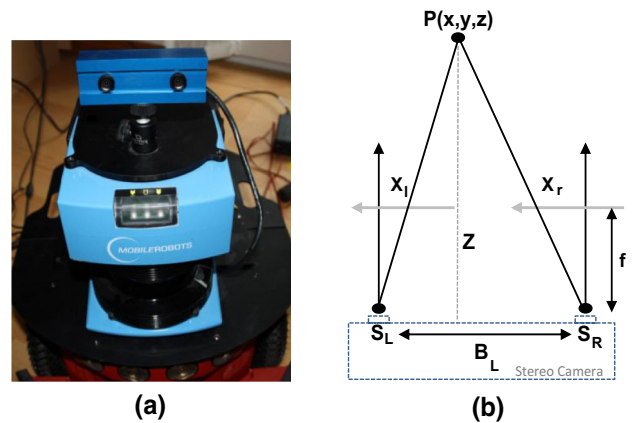 MOBILEROBOTS
(a)
P(x,y,z)
X_l
X_r
Z
f
S_L
S_R
B_L
Stereo Camera
(b)